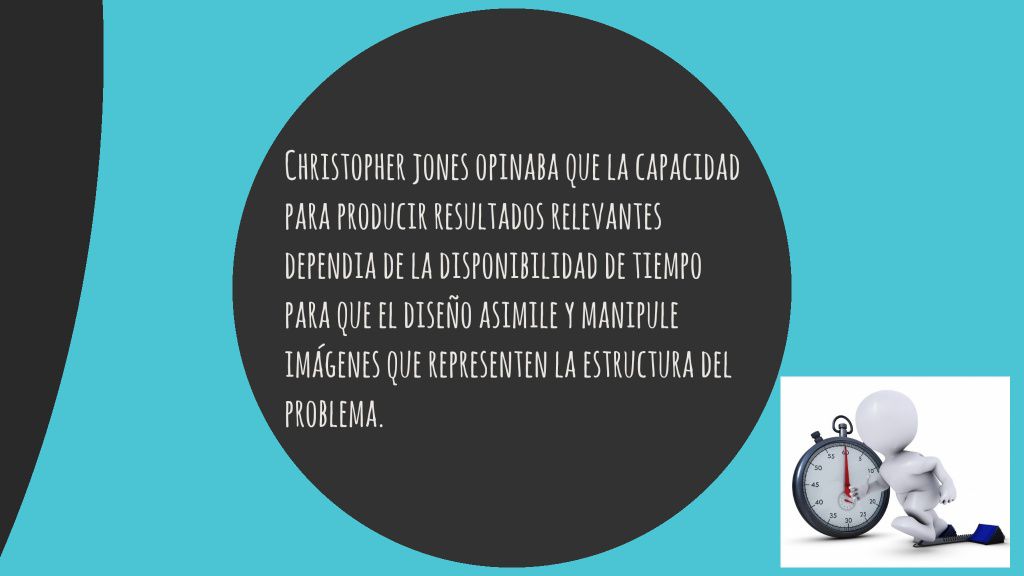 Christopher jones opinaba que la capacidad
para producir resultados relevantes
dependia de la disponibilidad de tiempo
para que el diseño asimile y manipule
imágenes que representen la estructura del
problema.
60
5
10
15
20
25
30
35
40
45
50
55